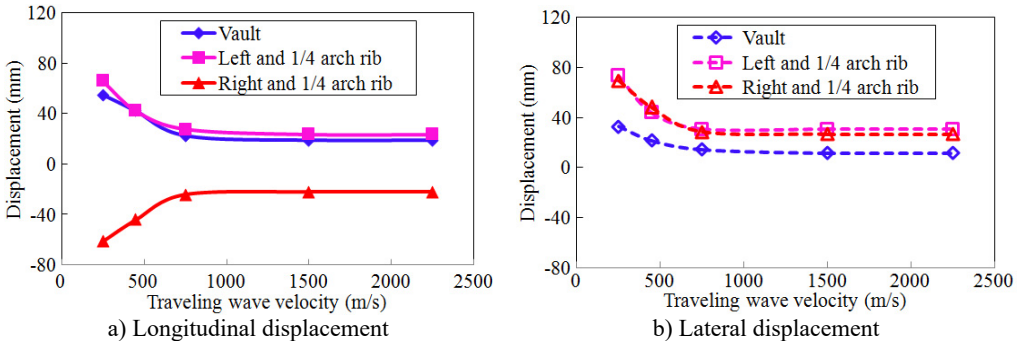 120
80
40
0
-40
-80
Displacement (mm)
Vault
Left and 1/4 arch rib
Right and 1/4 arch rib
0 500 1000 1500 2000 2500
Traveling wave velocity (m/s)
a) Longitudinal displacement
120
80
40
0
-40
-80
Displacement (mm)
Vault
Left and 1/4 arch rib
Right and 1/4 arch rib
0 500 1000 1500 2000 2500
Traveling wave velocity (m/s)
b) Lateral displacement